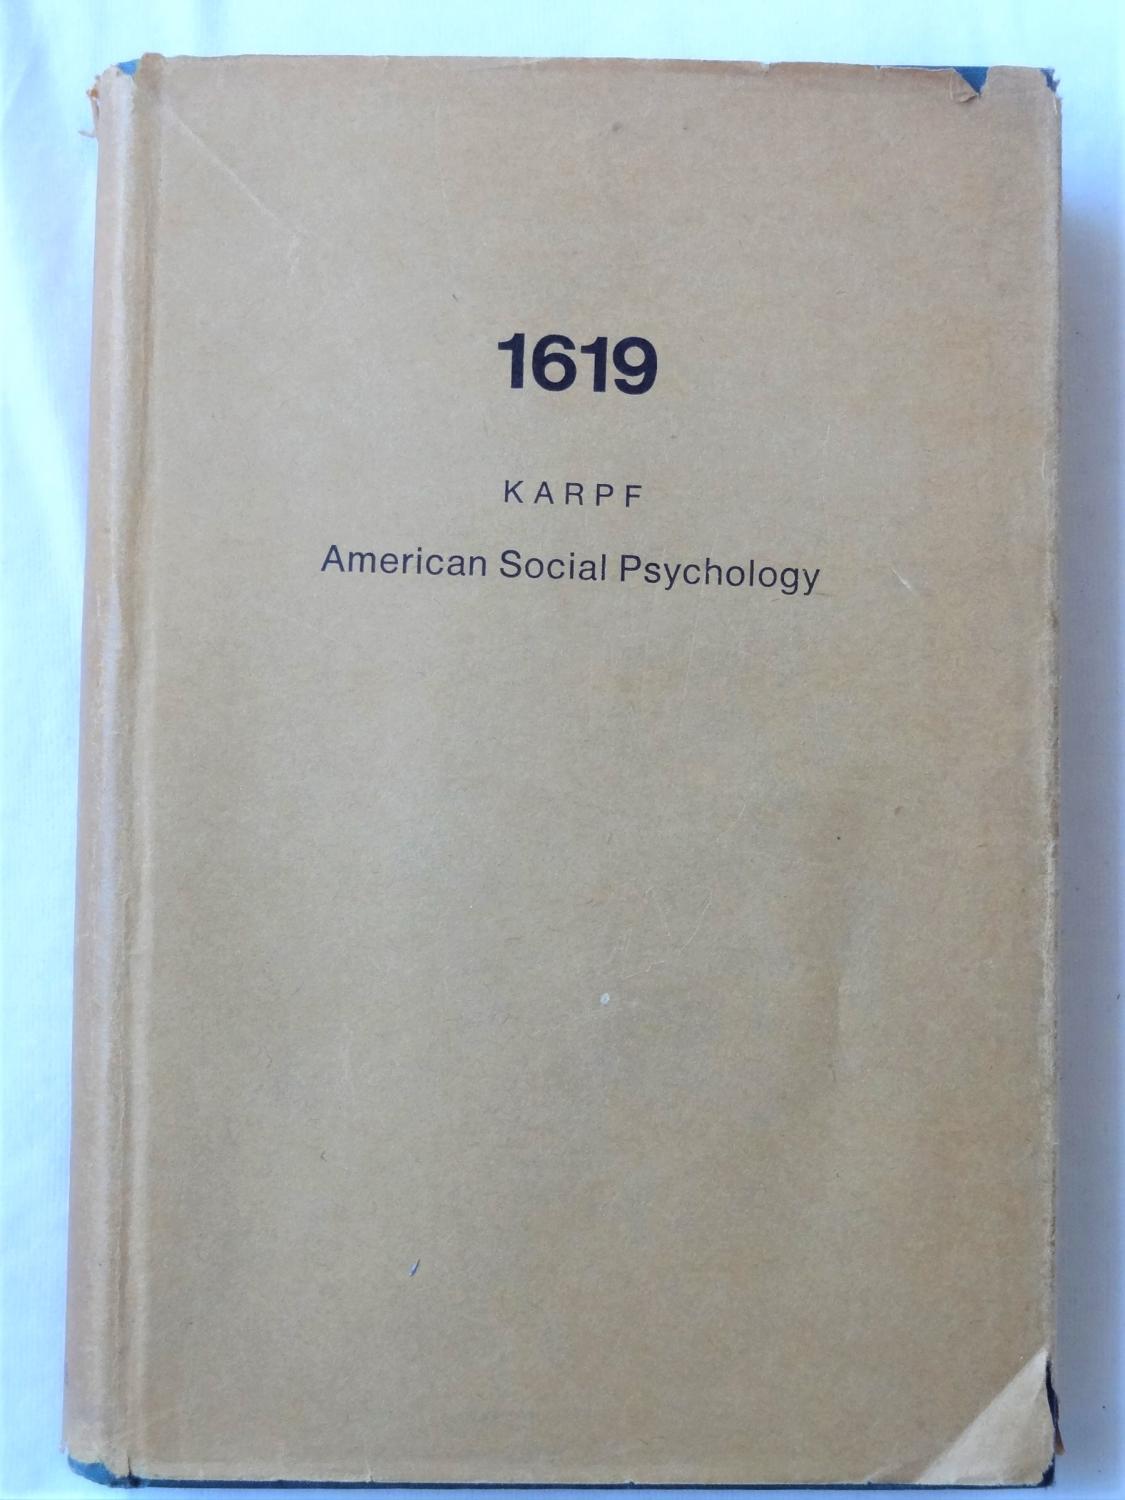 1619
KARPF
American Social Psychology